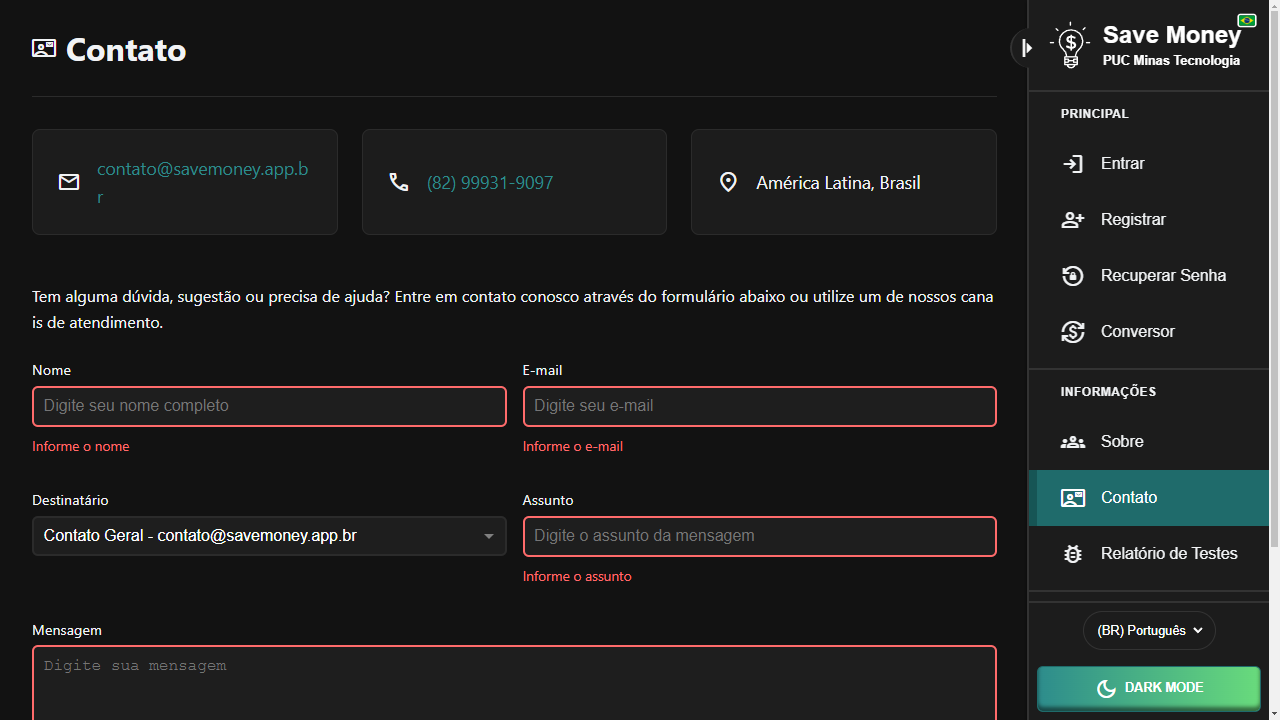 Contato
contato@savemoney.app.b
r
(82) 99931-9097
América Latina, Brasil
Tem alguma dúvida, sugestão ou precisa de ajuda? Entre em contato conosco através do formulário abaixo ou utilize um de nossos cana
is de atendimento.
Nome
E-mail
Digite seu nome completo
Digite seu e-mail
Informe o nome
Informe o e-mail
Destinatário
Assunto
Contato Geral - contato@savemoney.app.br
Digite o assunto da mensagem
Informe o assunto
Mensagem
Digite sua mensagem
Save Money
PUC Minas Tecnologia
PRINCIPAL
Entrar
Registrar
Recuperar Senha
Conversor
INFORMAÇÕES
Sobre
Contato
Relatório de Testes
(BR) Português
DARK MODE